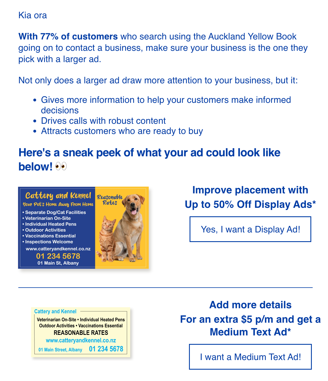 Kia ora
With 77% of customers who search using the Auckland Yellow Book
going on to contact a business, make sure your business is the one they
pick with a larger ad.
Not only does a larger ad draw more attention to your business, but it:
• Gives more information to help your customers make informed
decisions
• Drives calls with robust content
• Attracts customers who are ready to buy
Here's a sneak peek of what your ad could look like
below! 👀
Cattery and Kennel
Your Pet's Home Away From Home
• Separate Dog/Cat Facilities
• Veterinarian On-Site
• Individual Heated Pens
• Outdoor Activities
• Vaccinations Essential
• Inspections Welcome
www.catteryandkennel.co.nz
01 234 5678
01 Main St, Albany
Reasonable
Rates
Improve placement with
Up to 50% Off Display Ads*
Yes, I want a Display Ad!
Cattery and Kennel
Veterinarian On-Site • Individual Heated Pens
Outdoor Activities • Vaccinations Essential
REASONABLE RATES
www.catteryandkennel.co.nz
01 Main Street, Albany 01 234 5678
Add more details
For an extra $5 p/m and get a
Medium Text Ad*
I want a Medium Text Ad!